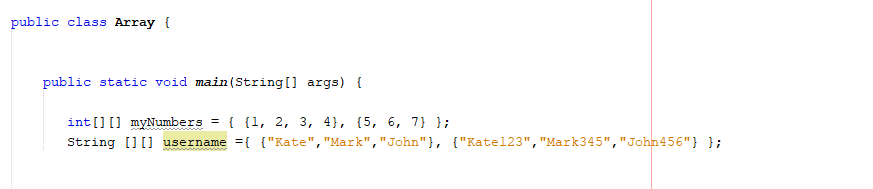 public class Array {
public static void main(String[] args) {
int[][] myNumbers = { {1, 2, 3, 4}, {5, 6, 7} };
String [][] username ={ {"Kate","Mark","John"}, {"Kate123","Mark345","John456"} };